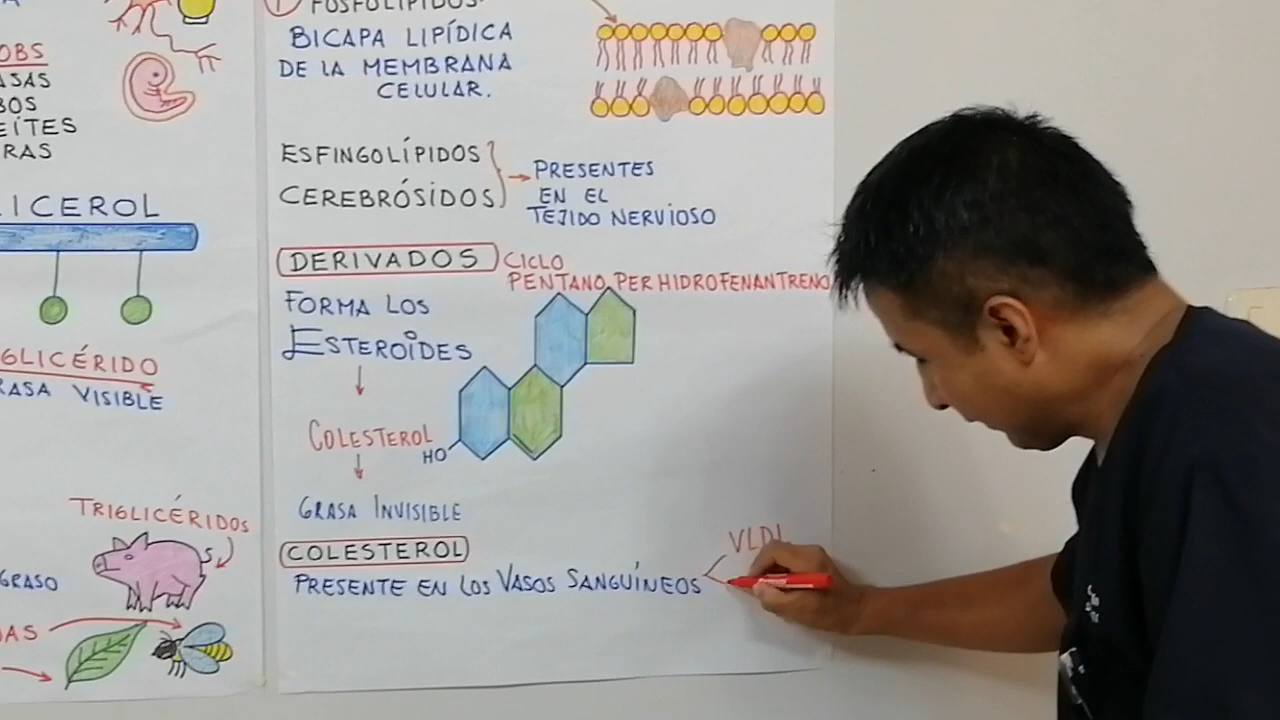 OBS
ASAS
BOS
EÍTES
RAS
LICEROL
GLICÉRIDO
RASA VISIBLE
TRIGLICÉRIDOS
GRASO
AS
FOSFOLÍPIDOS.
BICAPA LIPÍDICA
DE LA MEMBRANA
CELULAR.
ESFINGOLÍPIDOS
CEREBRÓSIDOS
PRESENTES
EN EL
TEJIDO NERVIOSO
DERIVADOS
CICLO
PENTANO PERHIDROFENANTRENO
FORMA LOS
ESTEROIDES
COLESTEROL
HO
GRASA INVISIBLE
COLESTEROL
VLDL
PRESENTE EN LOS VASOS SANGUÍNEOS